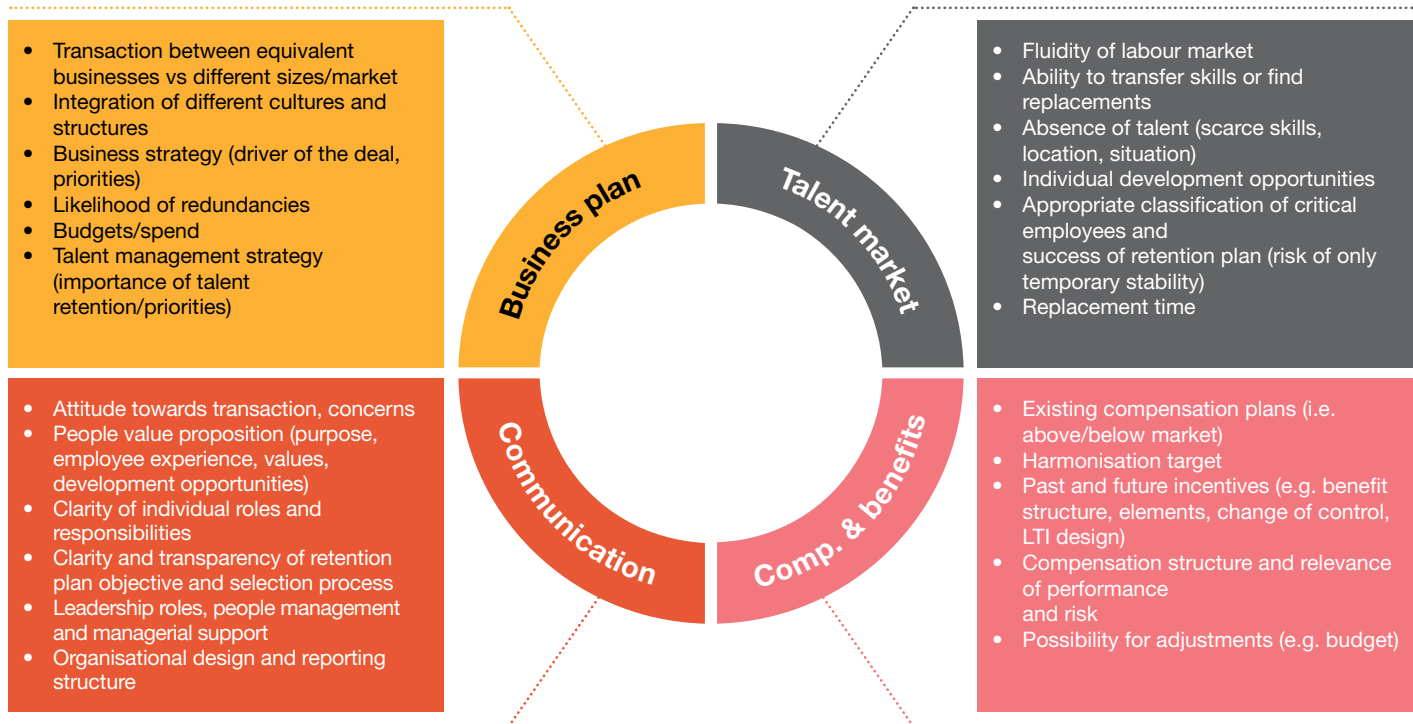 • Transaction between equivalent
businesses vs different sizes/market
• Integration of different cultures and
structures
• Business strategy (driver of the deal,
priorities)
• Likelihood of redundancies
• Budgets/spend
• Talent management strategy
(importance of talent
retention/priorities)
• Fluidity of labour market
• Ability to transfer skills or find
replacements
• Absence of talent (scarce skills,
location, situation)
• Individual development opportunities
• Appropriate classification of critical
employees and
success of retention plan (risk of only
temporary stability)
• Replacement time
Business plan
Talent market
Communication
Comp. & benefits
• Attitude towards transaction, concerns
• People value proposition (purpose,
employee experience, values,
development opportunities)
• Clarity of individual roles and
responsibilities
• Clarity and transparency of retention
plan objective and selection process
• Leadership roles, people management
and managerial support
• Organisational design and reporting
structure
• Existing compensation plans (i.e.
above/below market)
• Harmonisation target
• Past and future incentives (e.g. benefit
structure, elements, change of control,
LTI design)
• Compensation structure and relevance
of performance
and risk
• Possibility for adjustments (e.g. budget)